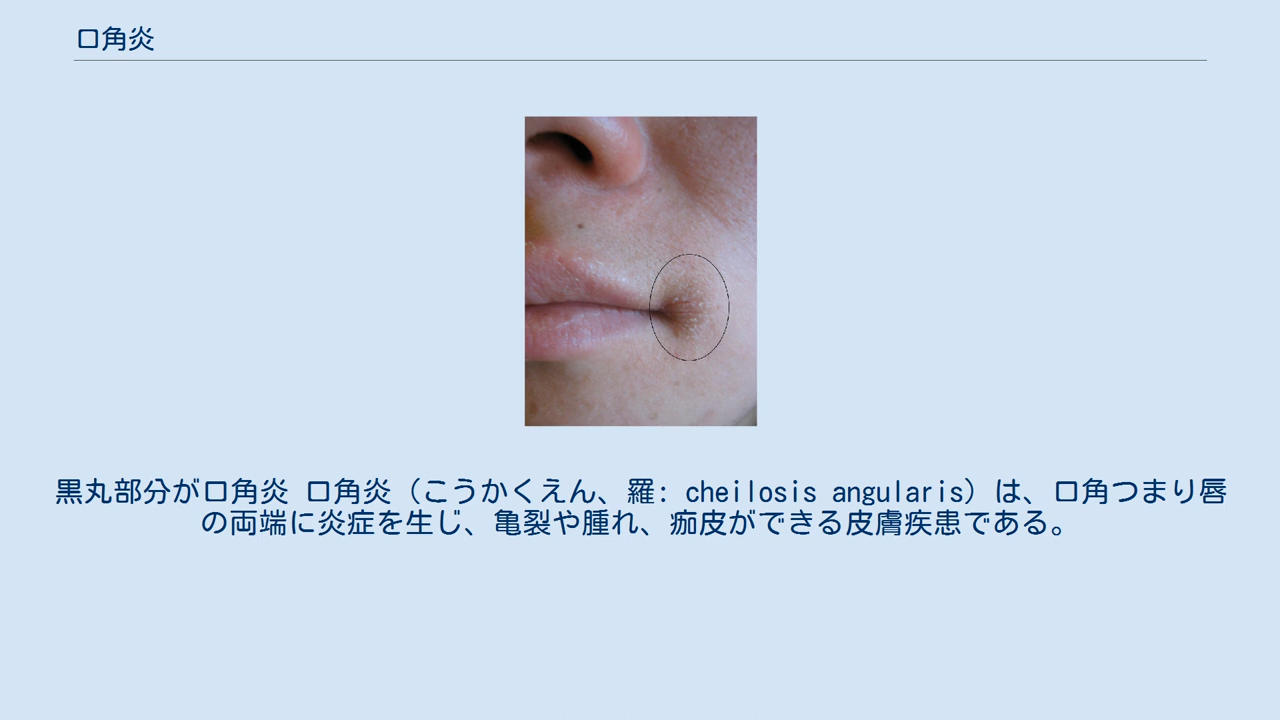 口角炎
黒丸部分が口角炎 口角炎（こうかくえん、羅: cheilosis angularis）は、口角つまり唇
の両端に炎症を生じ、亀裂や腫れ、痂皮ができる皮膚疾患である。